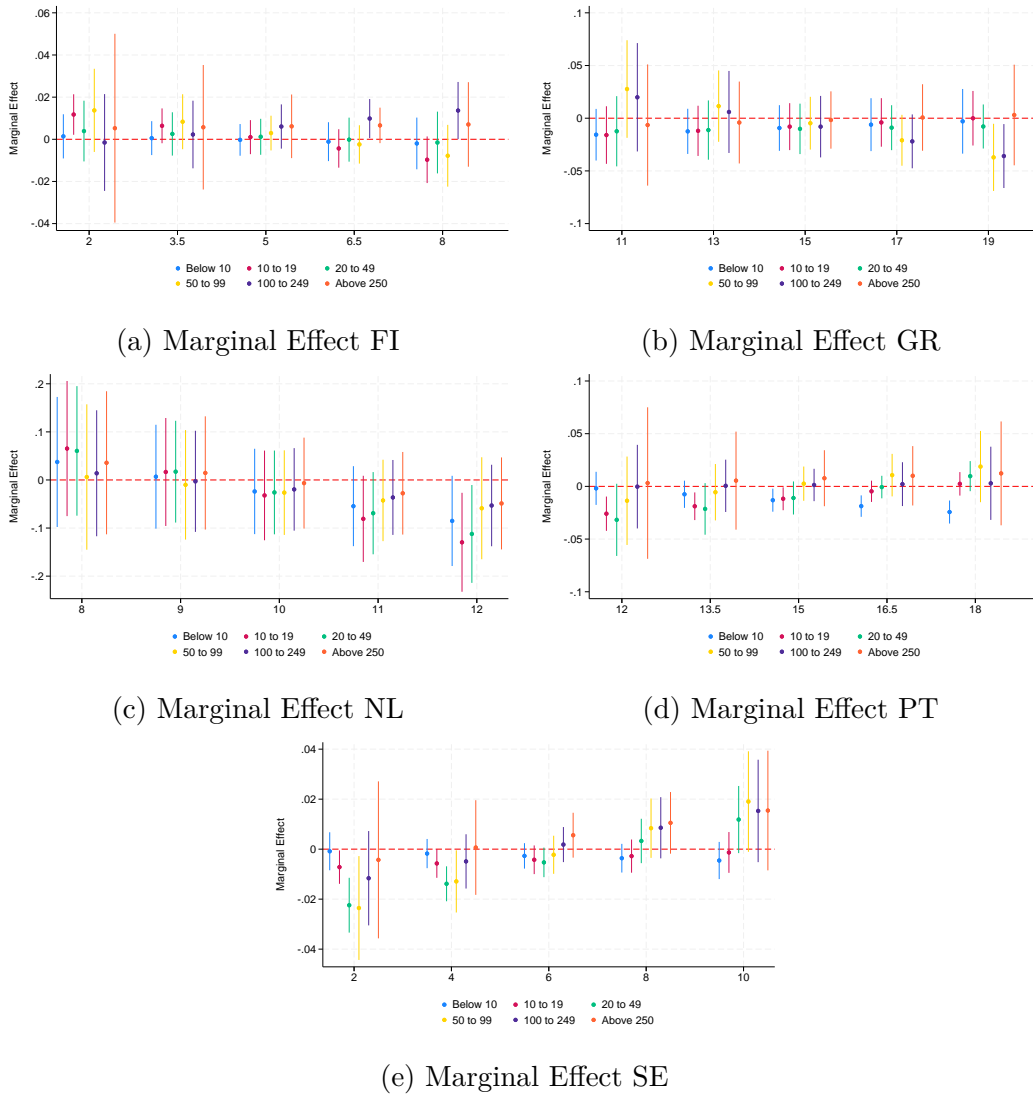 .06
.04
.02
0
-.02
-.04
Marginal Effect
2 3.5 5 6.5 8
Below 10 10 to 19 20 to 49
50 to 99 100 to 249 Above 250
(a) Marginal Effect FI
.1
.05
0
-.05
-.1
Marginal Effect
11 13 15 17 19
Below 10 10 to 19 20 to 49
50 to 99 100 to 249 Above 250
(b) Marginal Effect GR
.2
.1
0
-.1
-.2
Marginal Effect
8 9 10 11 12
Below 10 10 to 19 20 to 49
50 to 99 100 to 249 Above 250
(c) Marginal Effect NL
.1
.05
0
-.05
-.1
Marginal Effect
12 13.5 15 16.5 18
Below 10 10 to 19 20 to 49
50 to 99 100 to 249 Above 250
(d) Marginal Effect PT
.04
.02
0
-.02
-.04
Marginal Effect
2 4 6 8 10
Below 10 10 to 19 20 to 49
50 to 99 100 to 249 Above 250
(e) Marginal Effect SE